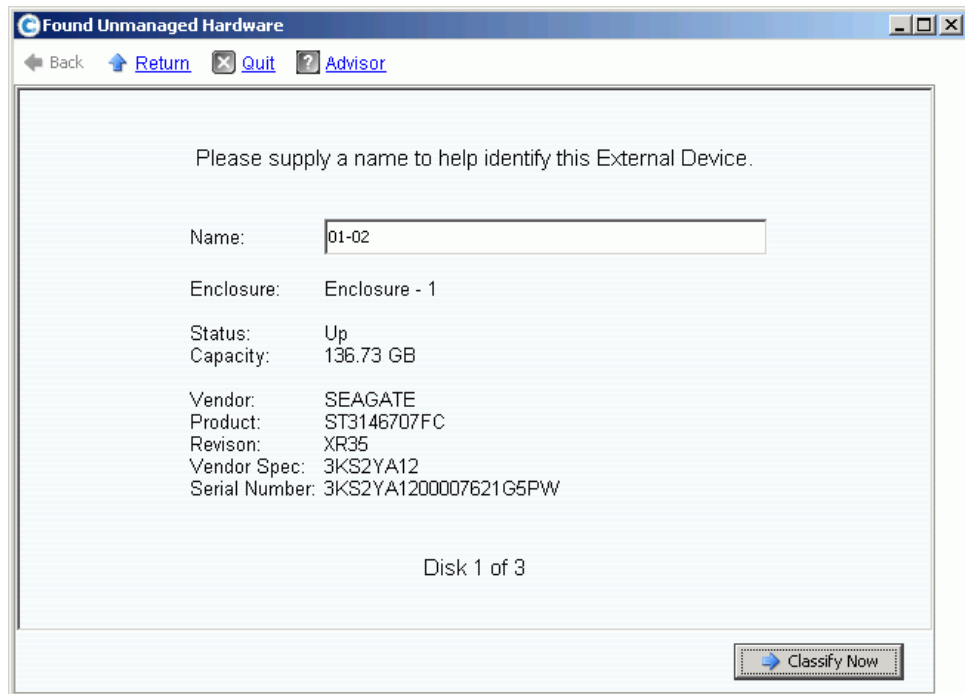 Found Unmanaged Hardware
Back Return Quit ? Advisor
Please supply a name to help identify this External Device.
Name: 01-02
Enclosure: Enclosure - 1
Status: Up
Capacity: 136.73 GB
Vendor: SEAGATE
Product: ST3146707FC
Revison: XR35
Vendor Spec: 3KS2YA12
Serial Number: 3KS2YA1200007621G5PW
Disk 1 of 3
Classify Now